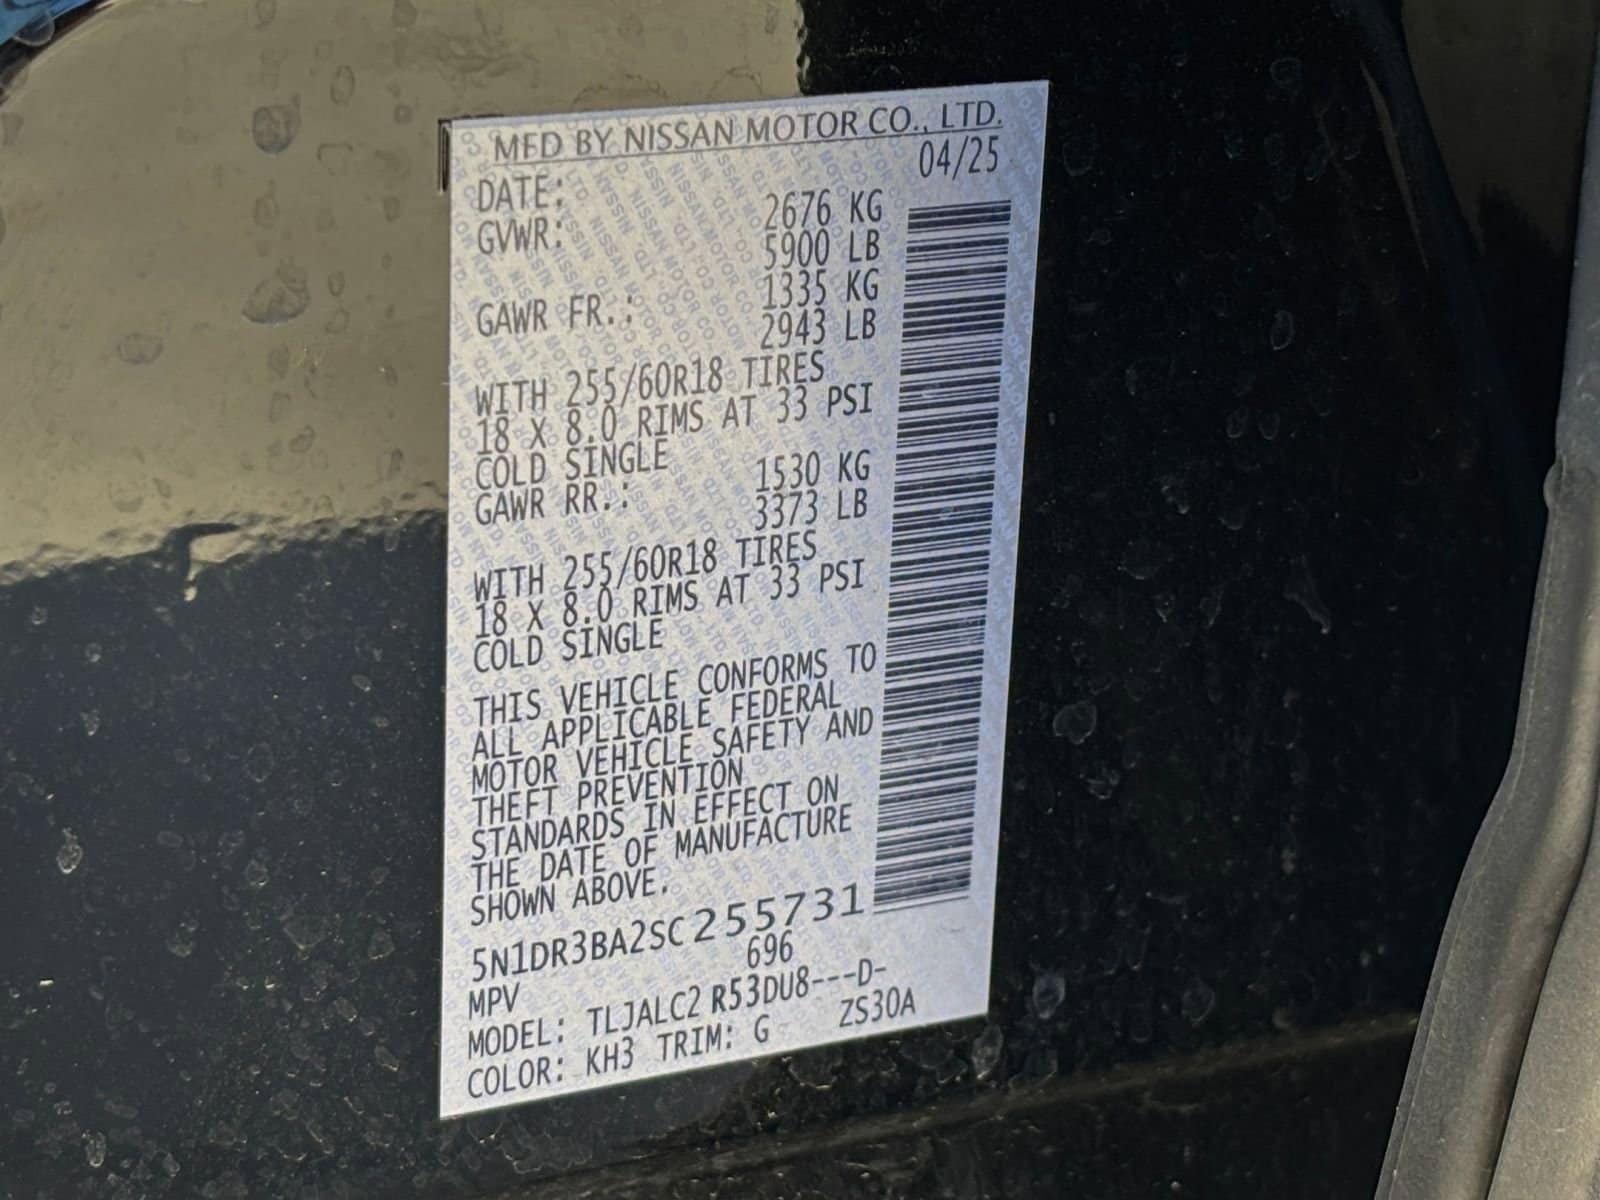 MFD BY NISSAN MOTOR CO., LTD.
DATE: 04/25
GVWR: 2676 KG
5900 LB
GAWR FR.: 1335 KG
2943 LB
WITH 255/60R18 TIRES
18 X 8.0 RIMS AT 33 PSI
COLD SINGLE
GAWR RR.: 1530 KG
3373 LB
WITH 255/60R18 TIRES
18 X 8.0 RIMS AT 33 PSI
COLD SINGLE
THIS VEHICLE CONFORMS TO
ALL APPLICABLE FEDERAL
MOTOR VEHICLE SAFETY AND
THEFT PREVENTION
STANDARDS IN EFFECT ON
THE DATE OF MANUFACTURE
SHOWN ABOVE.
5N1DR3BA2SC255731
MPV 696
MODEL: TLJALC2 R53DU8---D-
COLOR: KH3 TRIM: G ZS30A